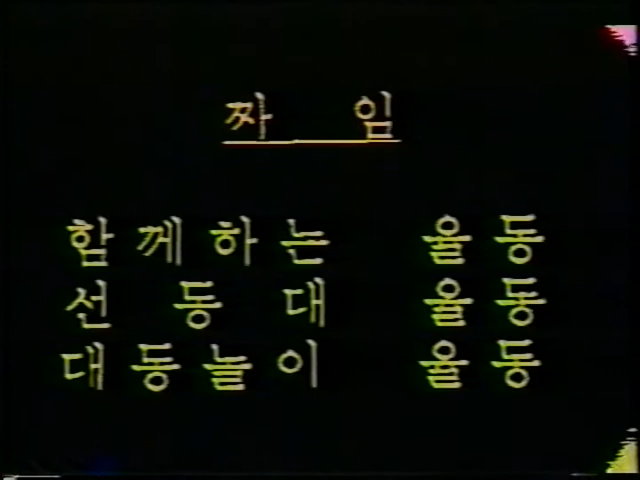 짜 임
함께하는 율동
선동대 율동
대동놀이 율동